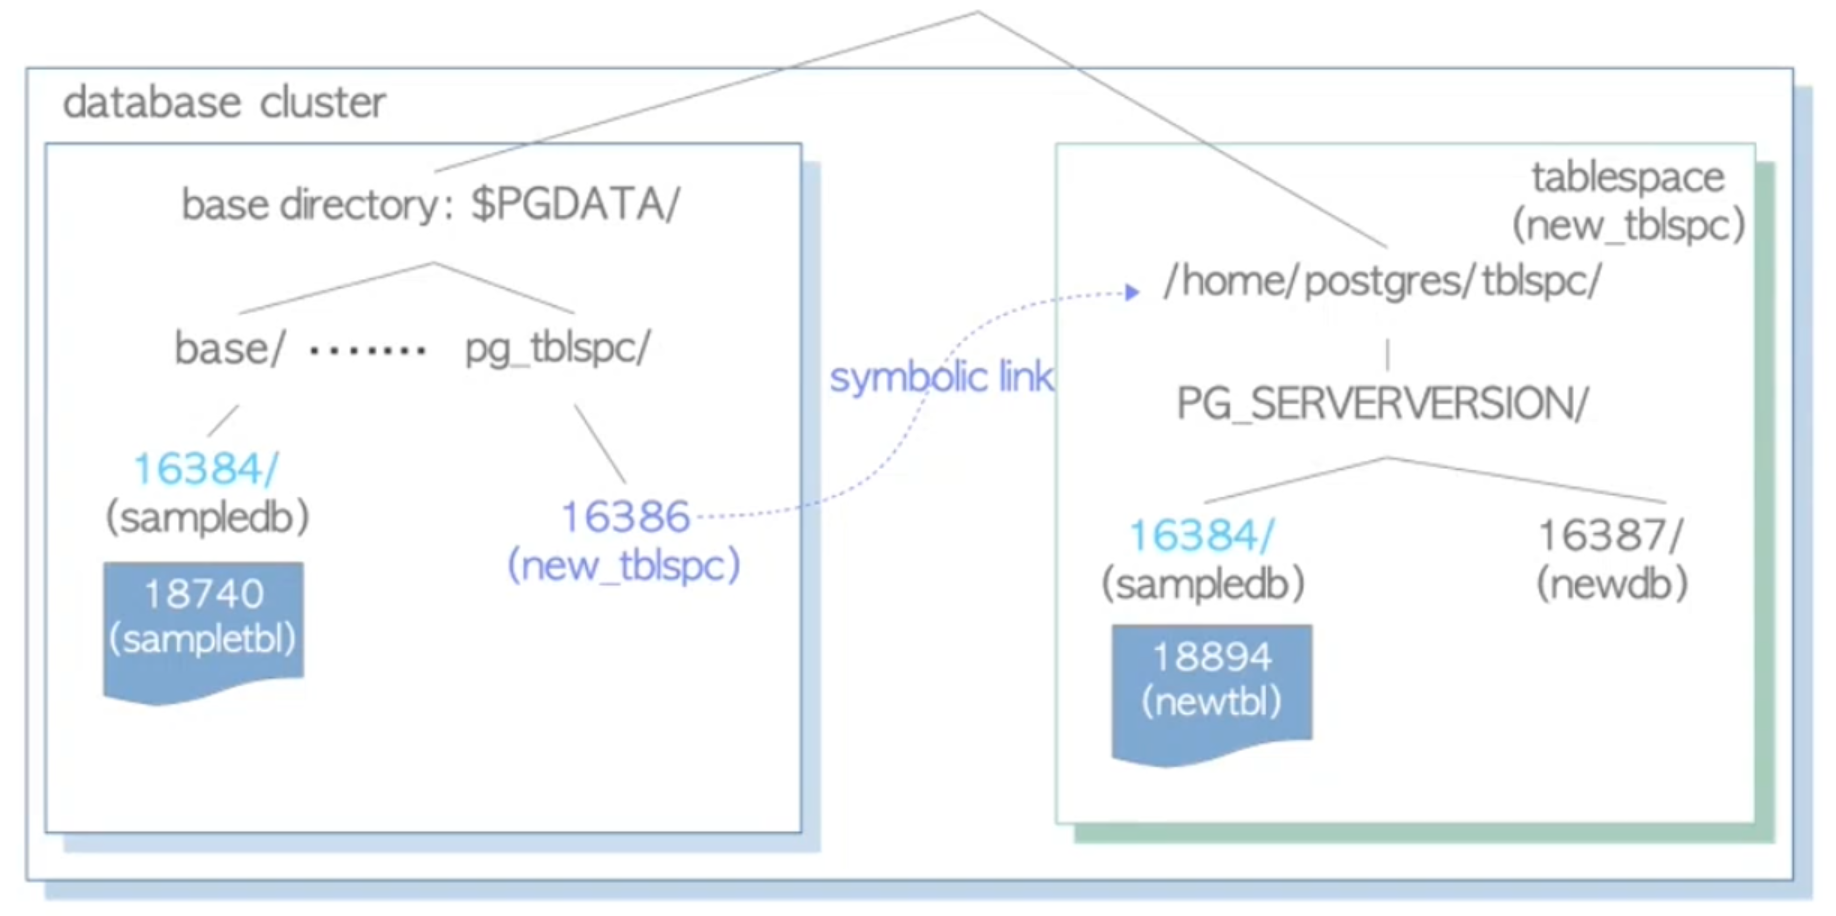 database cluster
base directory: $PGDATA/
base/ ······· pg_tblspc/
16384/
(sampledb)
18740
(sampletbl)
16386
(new_tblspc)
symbolic link
tablespace
(new_tblspc)
/home/postgres/tblspc/
PG_SERVERVERSION/
16384/
(sampledb)
18894
(newtbl)
16387/
(newdb)